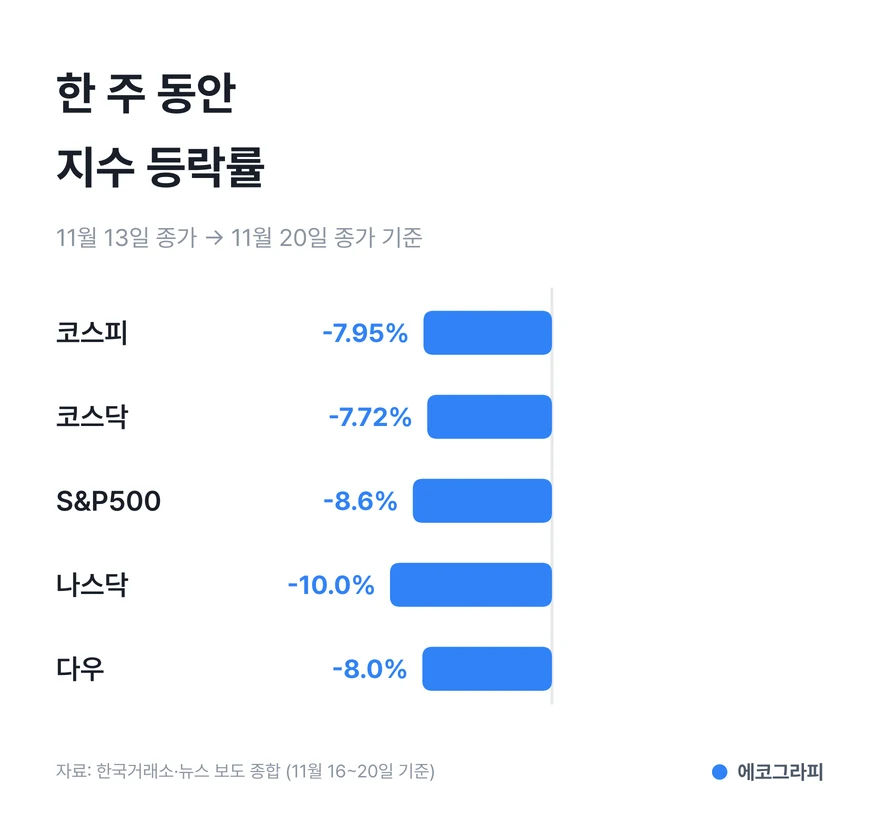 한 주 동안
지수 등락률
11월 13일 종가 → 11월 20일 종가 기준
코스피 -7.95%
코스닥 -7.72%
S&P500 -8.6%
나스닥 -10.0%
다우 -8.0%
자료: 한국거래소·뉴스 보도 종합 (11월 16~20일 기준)
에코그라피